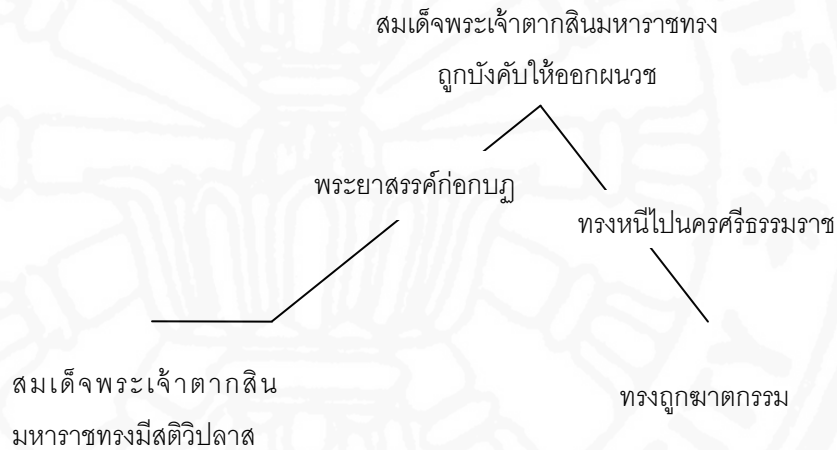 สมเด็จพระเจ้าตากสินมหาราชทรง
ถูกบังคับให้ออกผนวช
พระยาสรรค์ก่อกบฏ
ทรงหนีไปนครศรีธรรมราช
สมเด็จพระเจ้าตากสิน
มหาราชทรงมีสติวิปลาส
ทรงถูกฆาตกรรม